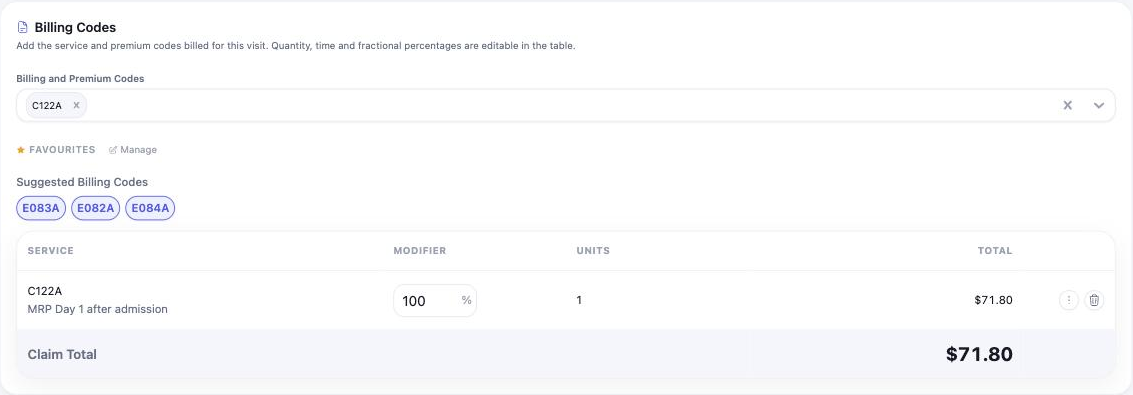 Billing Codes
Add the service and premium codes billed for this visit. Quantity, time and fractional percentages are editable in the table.
Billing and Premium Codes
C122A x
FAVOURITES Manage
Suggested Billing Codes
E083A E082A E084A
SERVICE MODIFIER UNITS TOTAL
C122A
MRP Day 1 after admission
100 % 1 $71.80
Claim Total $71.80